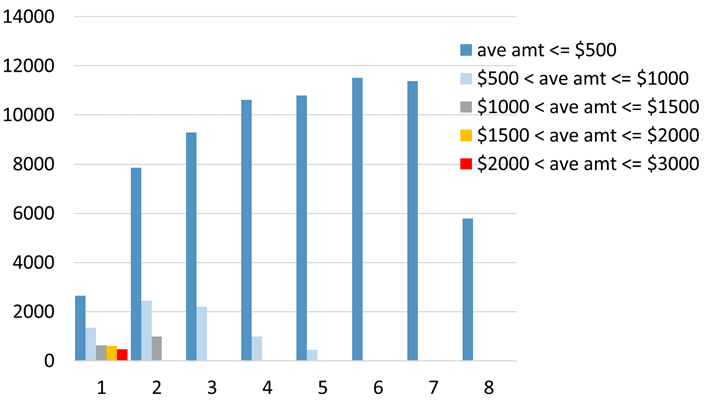 14000
12000
10000
8000
6000
4000
2000
0
1 2 3 4 5 6 7 8
ave amt <= $500
$500 < ave amt <= $1000
$1000 < ave amt <= $1500
$1500 < ave amt <= $2000
$2000 < ave amt <= $3000